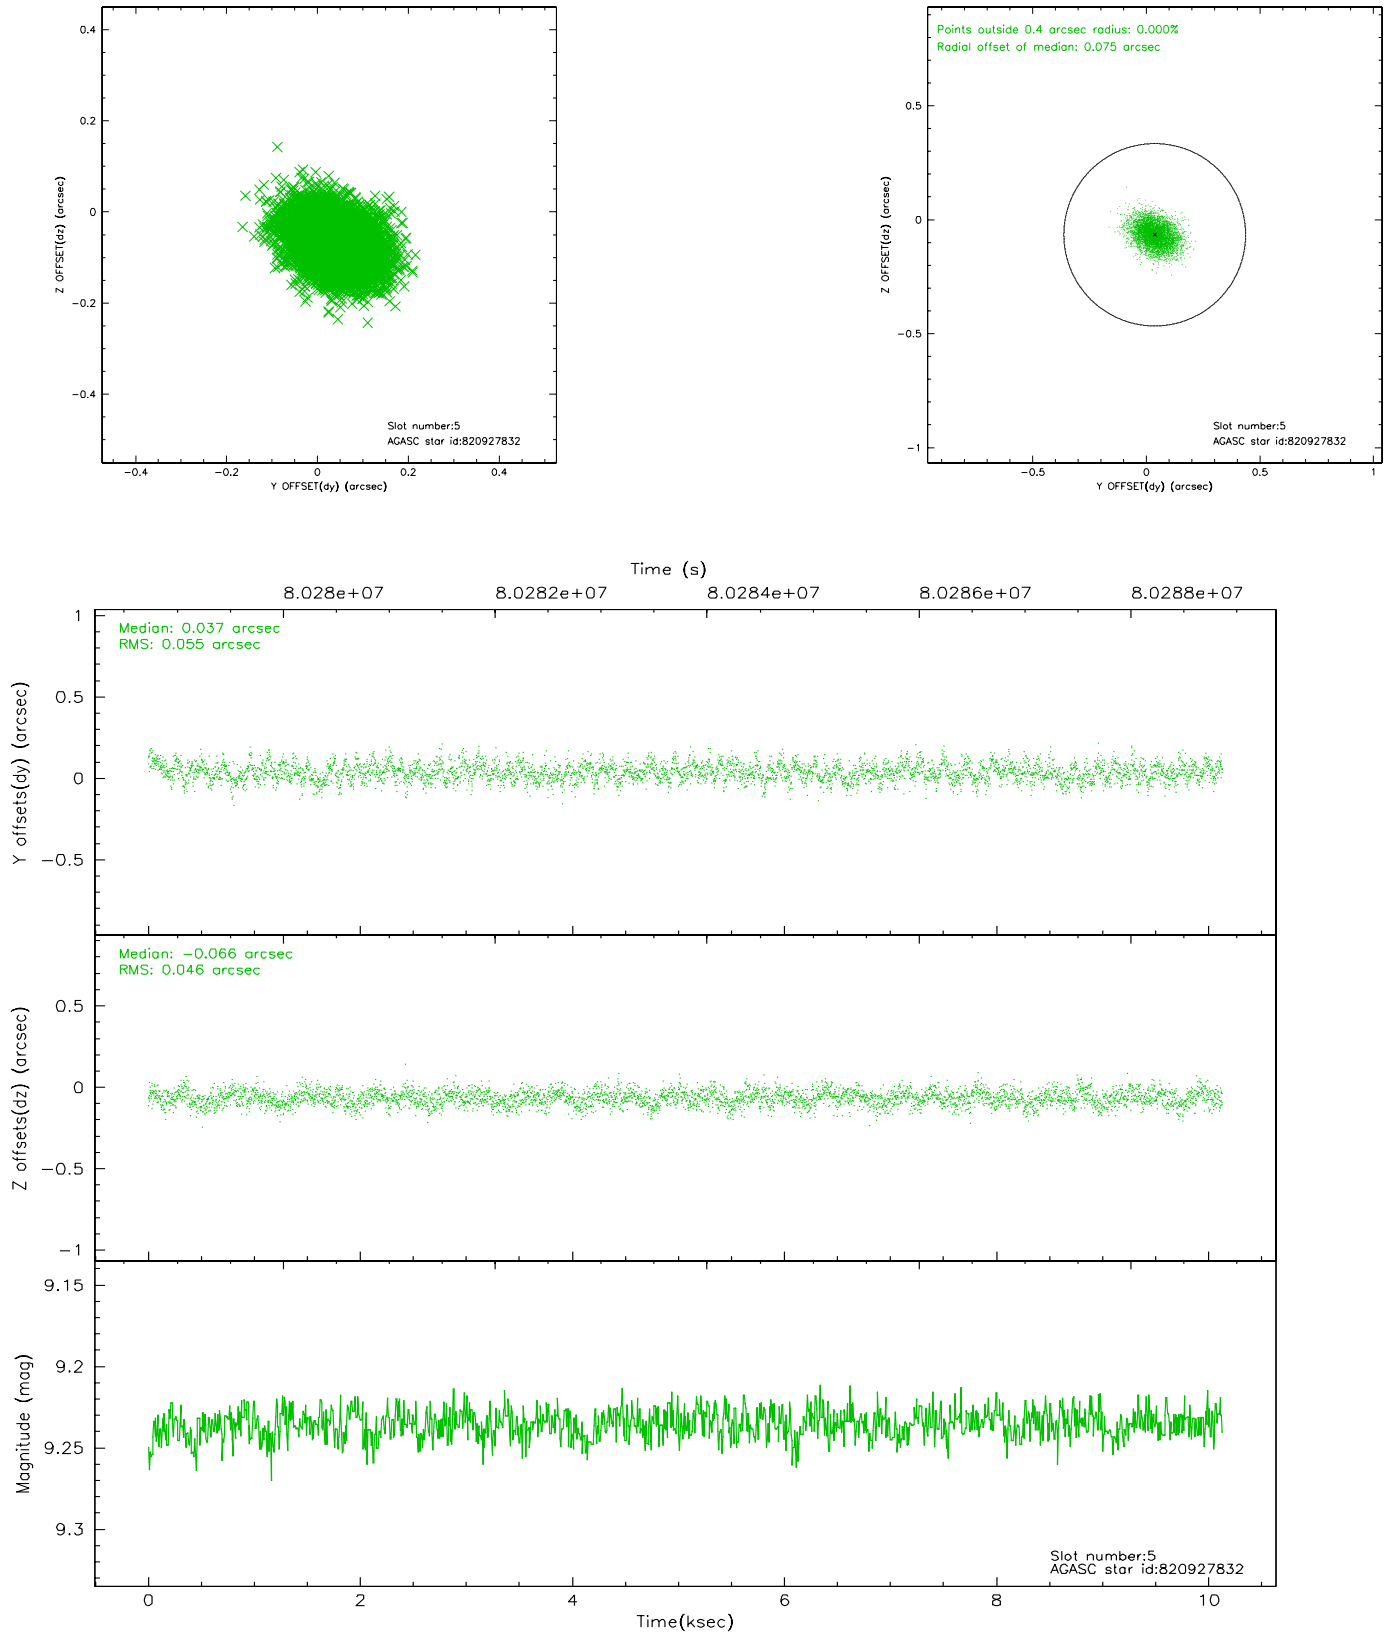 0.4
0.2
0
−0.2
−0.4
Z OFFSET(dz) (arcsec)
Slot number:5
AGASC star id:820927832
−0.4 −0.2 0 0.2 0.4
Y OFFSET(dy) (arcsec)
Points outside 0.4 arcsec radius: 0.000%
Radial offset of median: 0.075 arcsec
0.5
0
−0.5
−1
Z OFFSET(dz) (arcsec)
Slot number:5
AGASC star id:820927832
−0.5 0 0.5 1
Y OFFSET(dy) (arcsec)
Time (s)
8.028e+07 8.0282e+07 8.0284e+07 8.0286e+07 8.0288e+07
Median: 0.037 arcsec
RMS: 0.055 arcsec
1
0.5
0
−0.5
Y offsets(dy) (arcsec)
Median: −0.066 arcsec
RMS: 0.046 arcsec
0.5
0
−0.5
−1
Z offsets(dz) (arcsec)
9.15
9.2
9.25
9.3
Magnitude (mag)
Slot number:5
AGASC star id:820927832
0 2 4 6 8 10
Time(ksec)